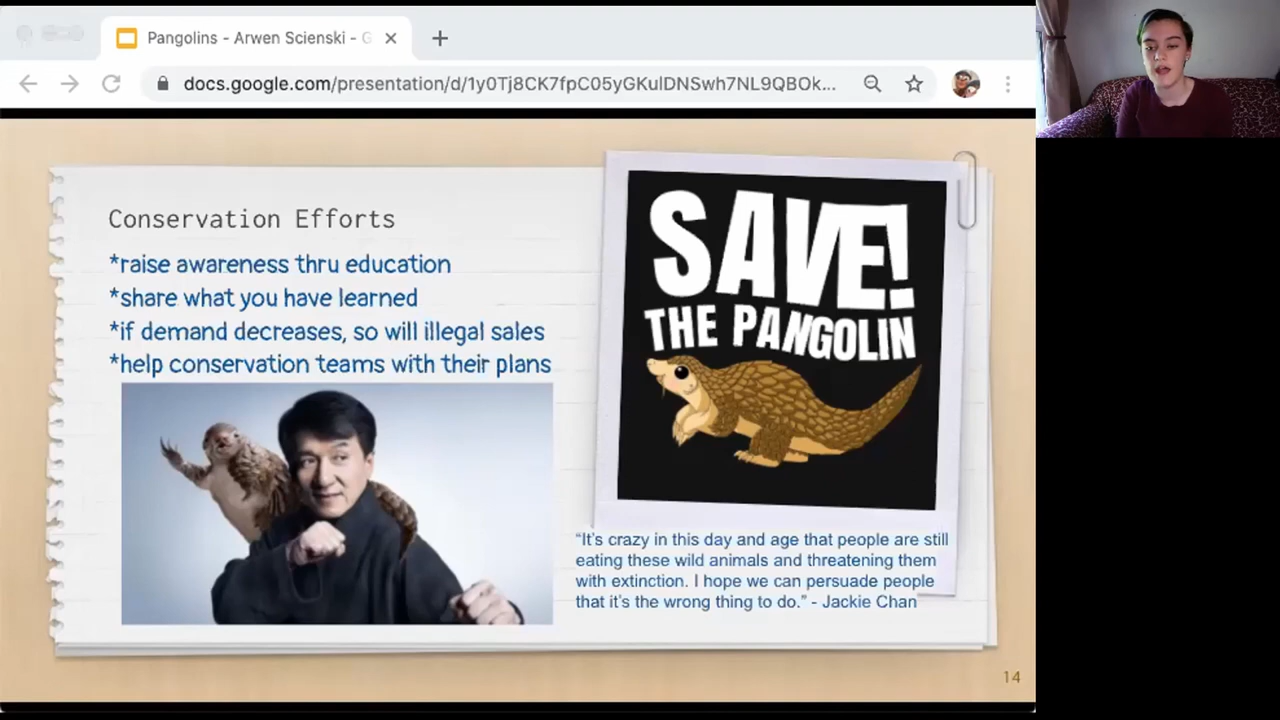 Pangolins - Arwen Scienski - G
docs.google.com/presentation/d/1y0Tj8CK7fpC05yGKulDNSwh7NL9QBOk...
Conservation Efforts
*raise awareness thru education
*share what you have learned
*if demand decreases, so will illegal sales
*help conservation teams with their plans
SAVE!
THE PANGOLIN
“It’s crazy in this day and age that people are still
eating these wild animals and threatening them
with extinction. I hope we can persuade people
that it’s the wrong thing to do.” - Jackie Chan
14